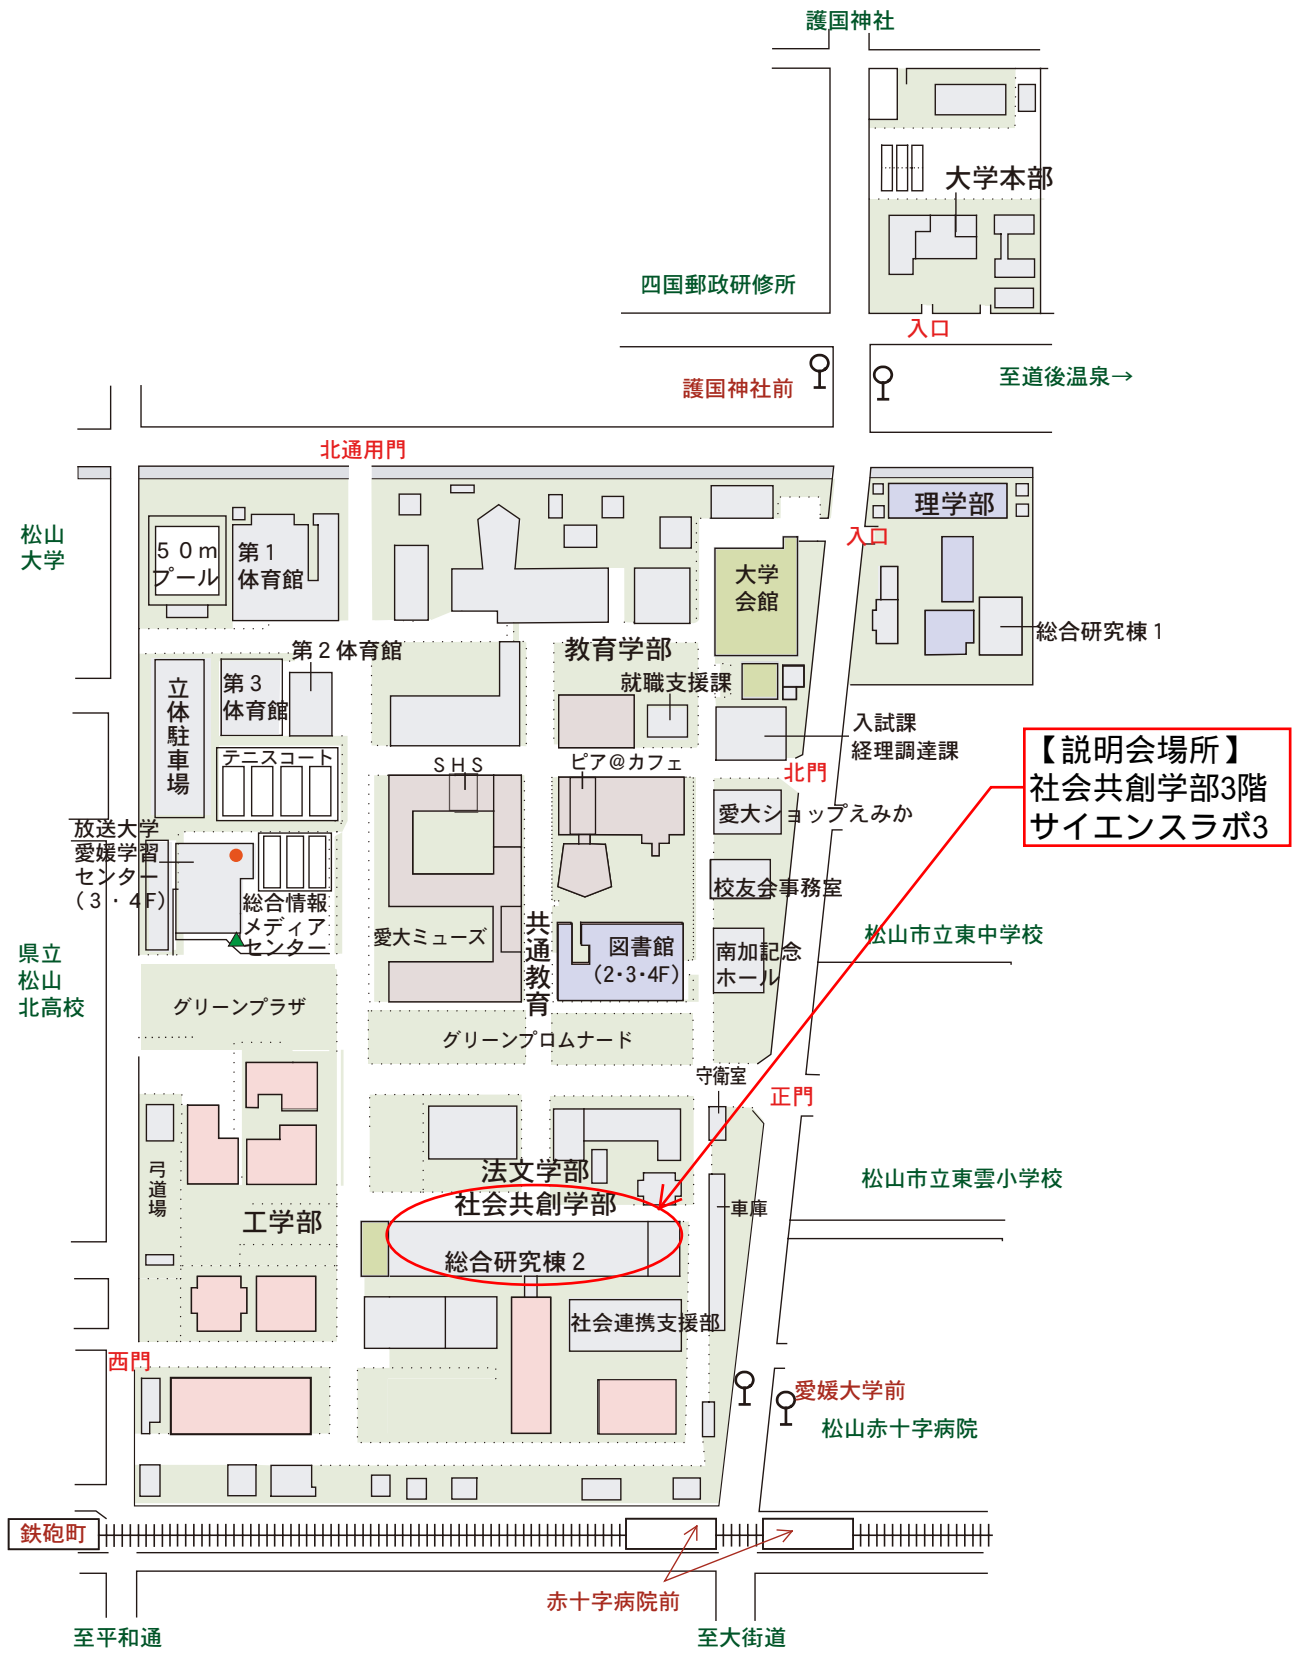 護国神社
大学本部
四国郵政研修所
入口
護国神社前
至道後温泉→
北通用門
松山
大学
５０ｍ
プール
第１
体育館
大学
会館
入口
理学部
総合研究棟１
教育学部
第２体育館
就職支援課
立体駐車場
第３
体育館
テニスコート
ＳＨＳ
ピア＠カフェ
入試課
経理調達課
北門
【説明会場所】
社会共創学部3階
サイエンスラボ3
愛大ショップえみか
放送大学
愛媛学習
センター
（３・４F）
校友会事務室
総合情報
メディア
センター
愛大ミューズ
共通教育
図書館
（2・3・4F）
南加記念
ホール
松山市立東中学校
県立
松山
北高校
グリーンプラザ
グリーンプロムナード
守衛室
正門
弓道場
法文学部
社会共創学部
松山市立東雲小学校
車庫
工学部
総合研究棟２
社会連携支援部
西門
愛媛大学前
松山赤十字病院
鉄砲町
赤十字病院前
至平和通
至大街道